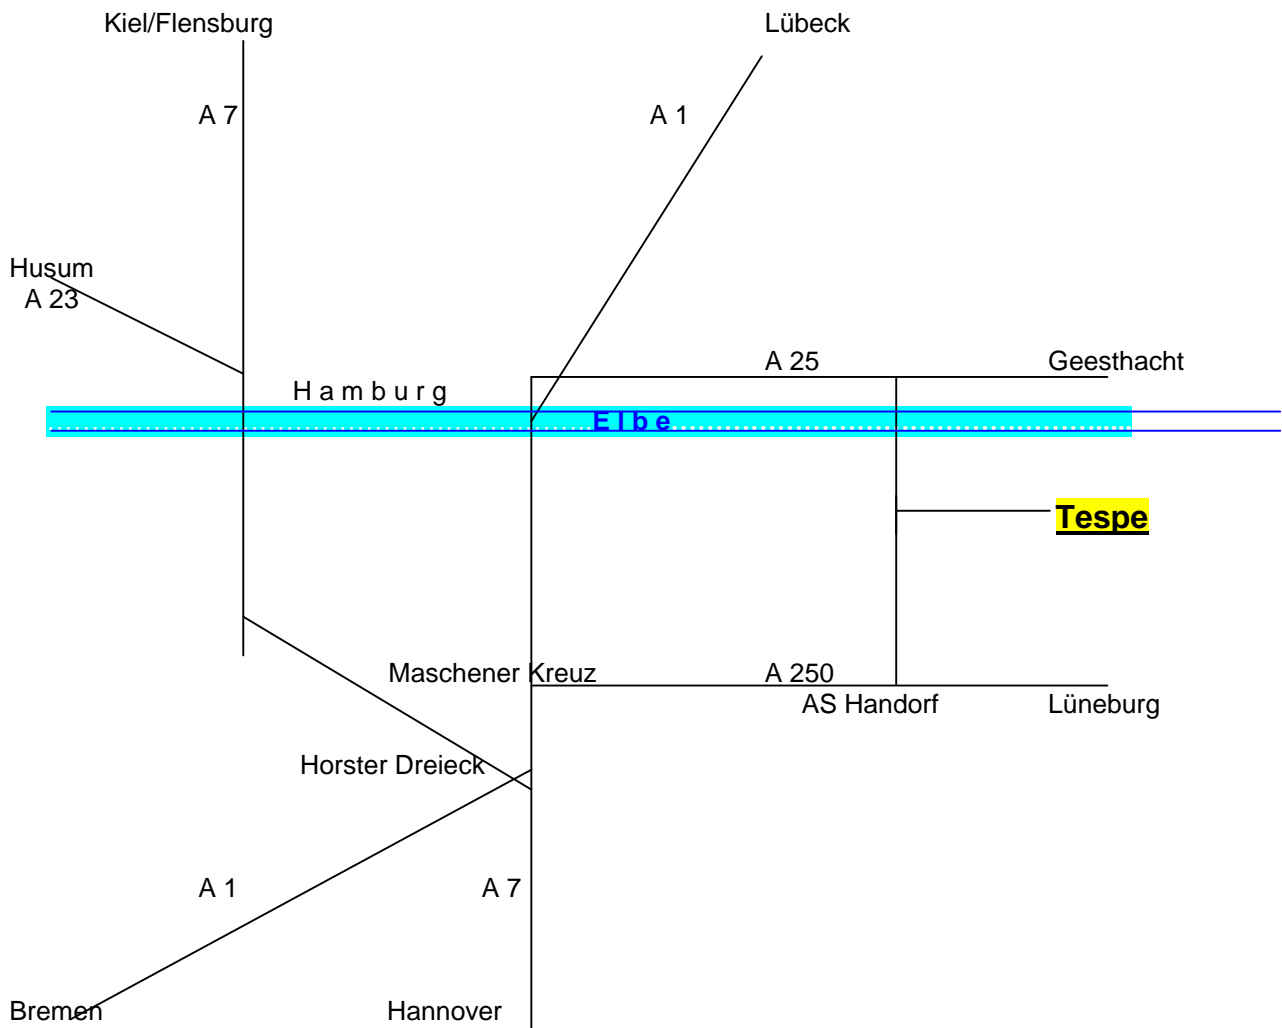 Kiel/Flensburg Lübeck
A 7 A 1
Husum
A 23
A 25 Geesthacht
H a m b u r g
E l b e
Tespe
Maschener Kreuz A 250
AS Handorf Lüneburg
Horster Dreieck
A 1 A 7
Bremen Hannover